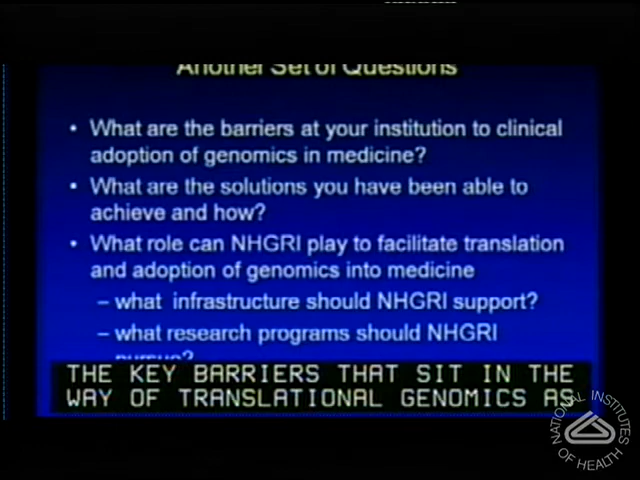 Another Set of Questions
• What are the barriers at your institution to clinical
adoption of genomics in medicine?
• What are the solutions you have been able to
achieve and how?
• What role can NHGRI play to facilitate translation
and adoption of genomics into medicine
– what infrastructure should NHGRI support?
– what research programs should NHGRI
pursue?
THE KEY BARRIERS THAT SIT IN THE
WAY OF TRANSLATIONAL GENOMICS AS
NATIONAL INSTITUTES
OF HEALTH